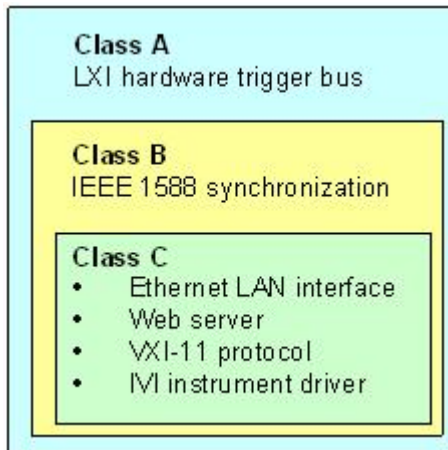 Class A
LXI hardware trigger bus
Class B
IEEE 1588 synchronization
Class C
• Ethernet LAN interface
• Web server
• VXI-11 protocol
• IVI instrument driver